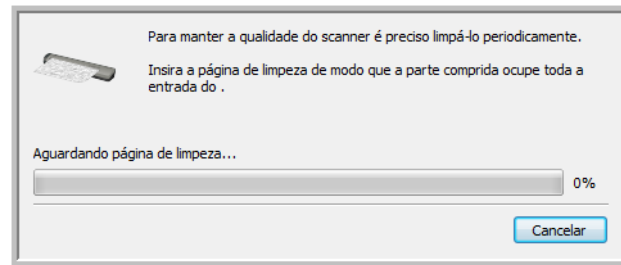 Para manter a qualidade do scanner é preciso limpá-lo periodicamente.
Insira a página de limpeza de modo que a parte comprida ocupe toda a
entrada do .
Aguardando página de limpeza...
0%
Cancelar